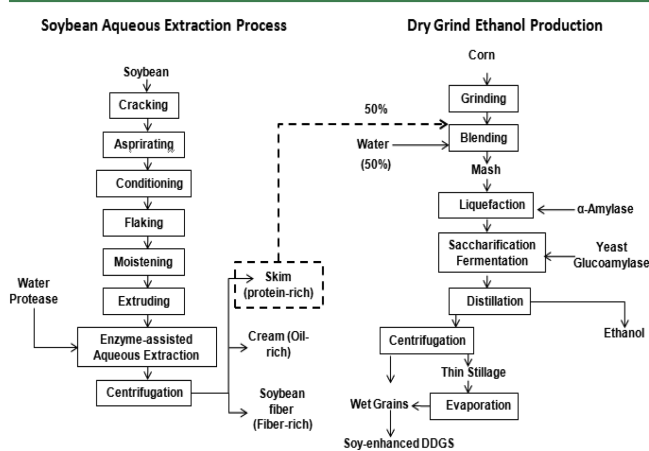 Soybean Aqueous Extraction Process
Soybean
Cracking
Asprirating
Conditioning
Flaking
Moistening
Extruding
Water
Protease
Enzyme-assisted
Aqueous Extraction
Centrifugation
Skim
(protein-rich)
Cream (Oil-
rich)
Soybean
fiber
(Fiber-rich)
Dry Grind Ethanol Production
Corn
Grinding
50%
Blending
Water
(50%)
Mash
Liquefaction
α-Amylase
Saccharification
Fermentation
Yeast
Glucoamylase
Distillation
Ethanol
Centrifugation
Thin Stillage
Wet Grains
Evaporation
Soy-enhanced DDGS